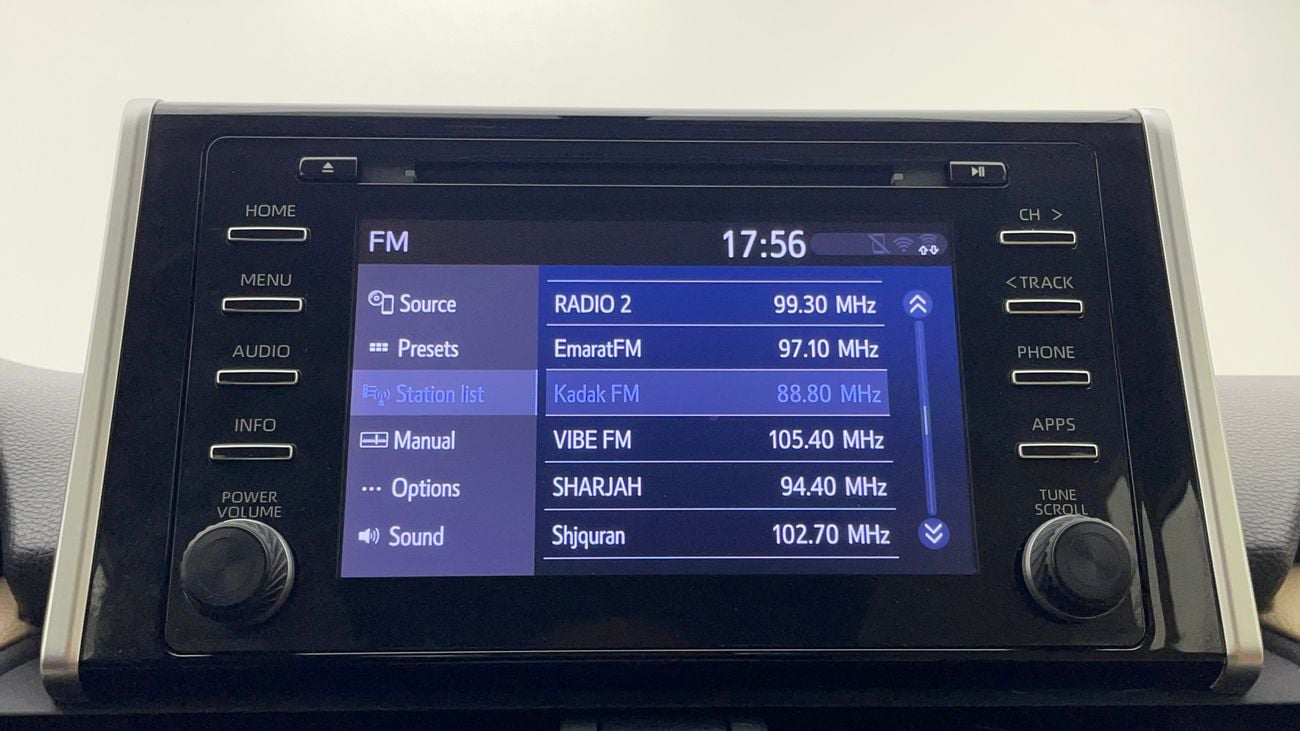 HOME
MENU
AUDIO
INFO
POWER
VOLUME
FM
17:56
Source
Presets
Station list
Manual
Options
Sound
RADIO 2 99.30 MHz
EmaratFM 97.10 MHz
Kadak FM 88.80 MHz
VIBE FM 105.40 MHz
SHARJAH 94.40 MHz
Shjquran 102.70 MHz
CH >
< TRACK
PHONE
APPS
TUNE
SCROLL